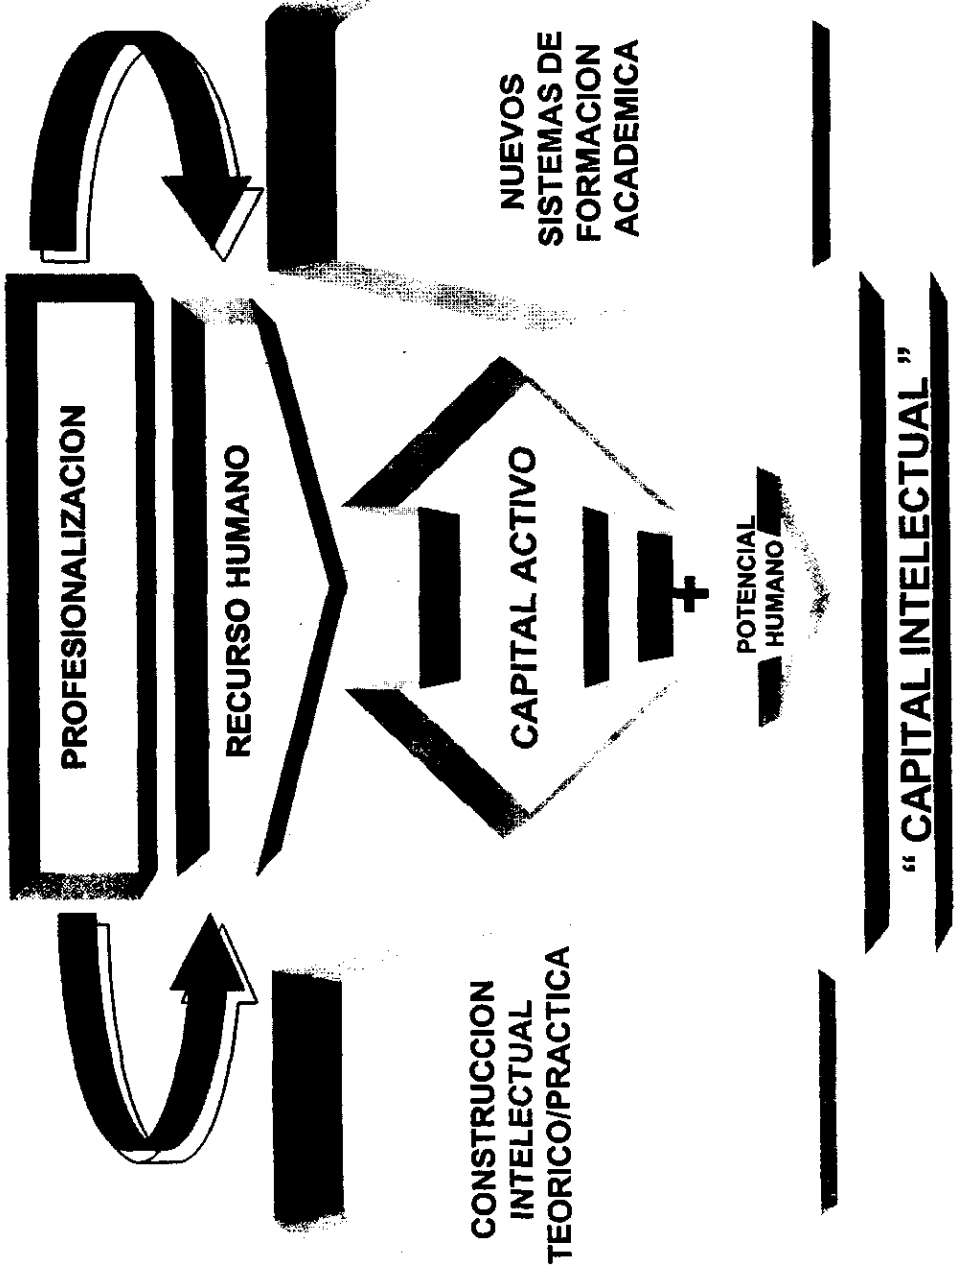 PROFESIONALIZACION
RECURSO HUMANO
CONSTRUCCION
INTELECTUAL
TEORICO/PRACTICA
CAPITAL ACTIVO
NUEVOS
SISTEMAS DE
FORMACION
ACADEMICA
+
POTENCIAL
HUMANO
“ CAPITAL INTELECTUAL ”